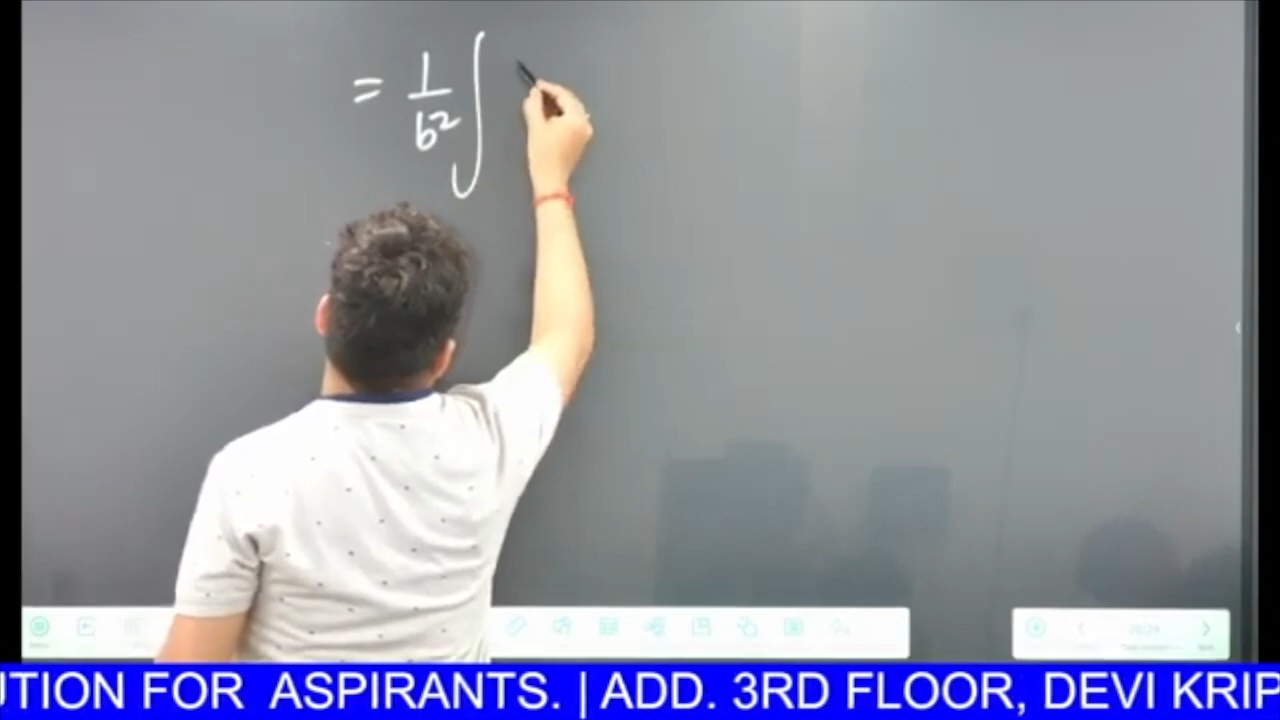 = 1/b² ∫
UTION FOR ASPIRANTS. | ADD. 3RD FLOOR, DEVI KRIP